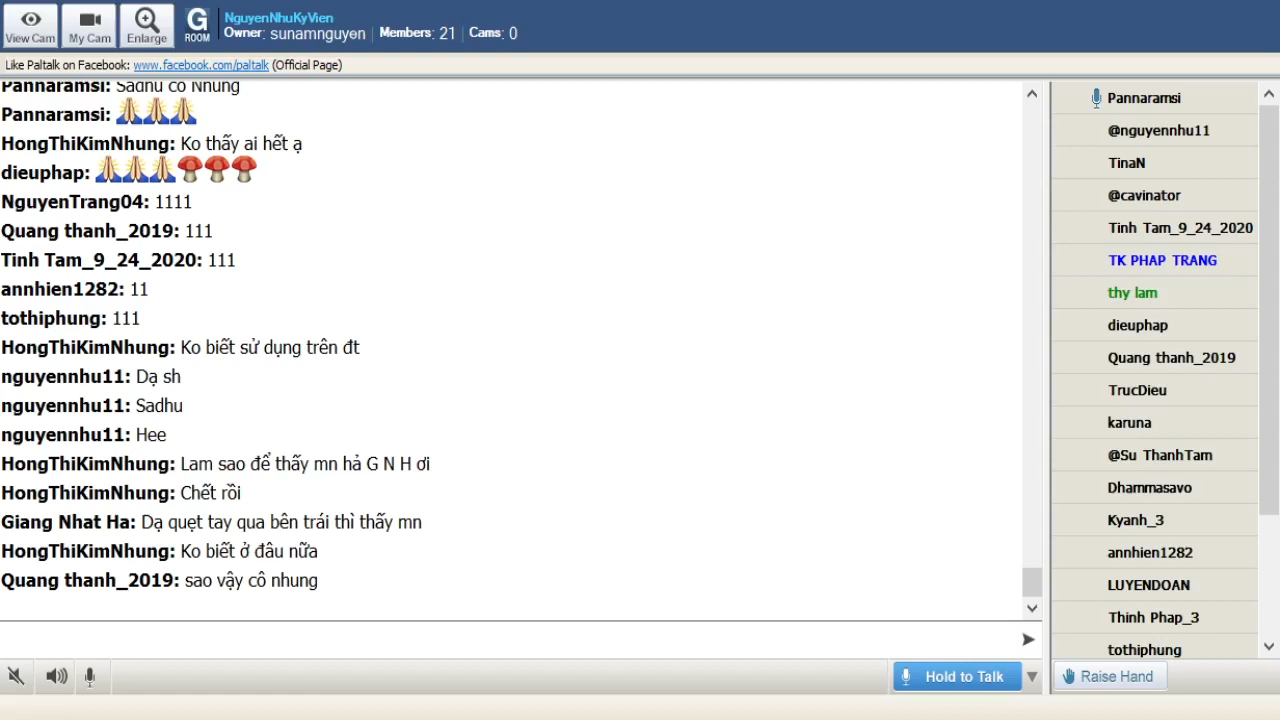 View Cam
My Cam
Enlarge
G
ROOM
NguyenNhuKyVien
Owner: sunamnguyen | Members: 21 | Cams: 0
Like Paltalk on Facebook: www.facebook.com/paltalk (Official Page)
Pannaramsi: Sadhu cô Nhung
Pannaramsi:
HongThiKimNhung: Ko thấy ai hết ạ
dieuphap:
NguyenTrang04: 1111
Quang thanh_2019: 111
Tinh Tam_9_24_2020: 111
annhien1282: 11
tothiphung: 111
HongThiKimNhung: Ko biết sử dụng trên đt
nguyennhu11: Dạ sh
nguyennhu11: Sadhu
nguyennhu11: Hee
HongThiKimNhung: Lam sao để thấy mn hả G N H ơi
HongThiKimNhung: Chết rồi
Giang Nhat Ha: Dạ quẹt tay qua bên trái thì thấy mn
HongThiKimNhung: Ko biết ở đâu nữa
Quang thanh_2019: sao vậy cô nhung
Pannaramsi
@nguyennhu11
TinaN
@cavinator
Tinh Tam_9_24_2020
TK PHAP TRANG
thy lam
dieuphap
Quang thanh_2019
TrucDieu
karuna
@Su ThanhTam
Dhammasavo
Kyanh_3
annhien1282
LUYENDOAN
Thinh Phap_3
tothiphung
Hold to Talk
Raise Hand